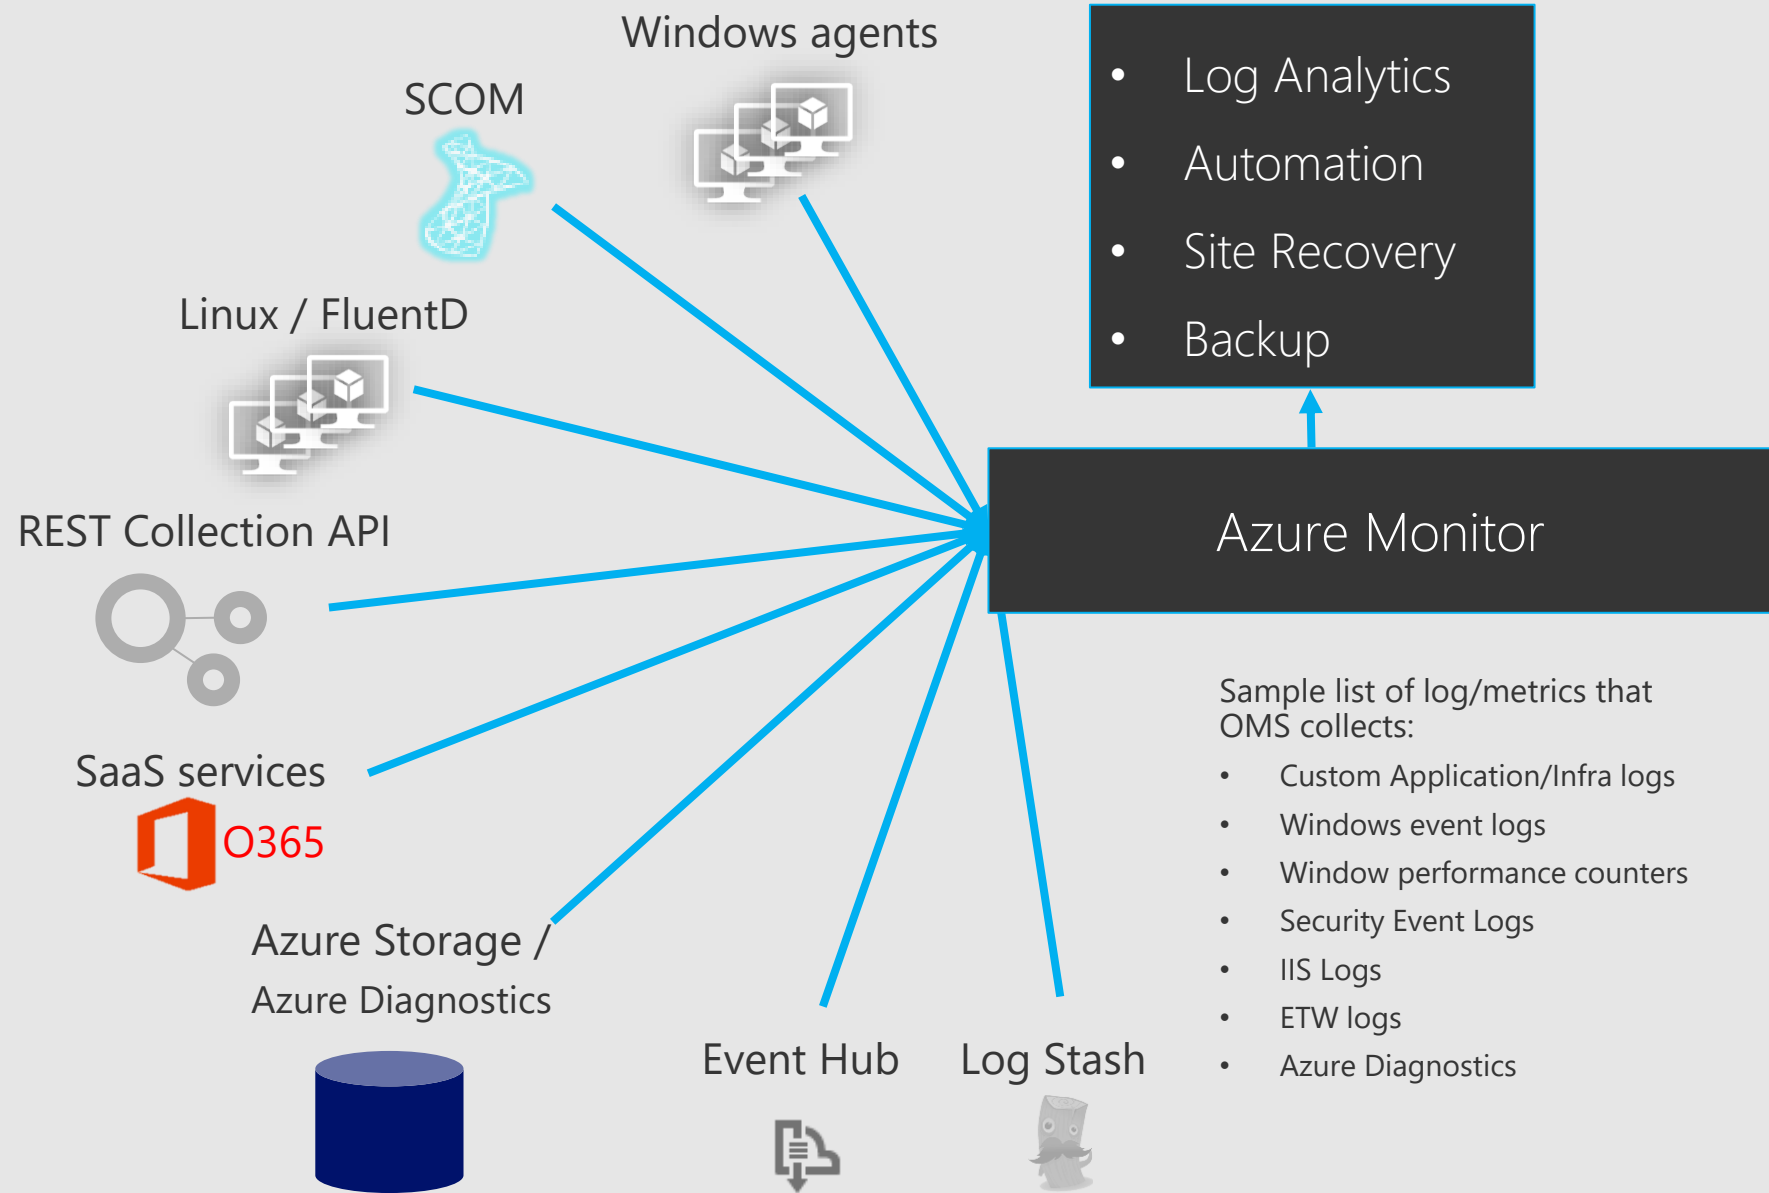 Windows agents
SCOM
Linux / FluentD
REST Collection API
SaaS services
O365
Azure Storage /
Azure Diagnostics
Event Hub
Log Stash
• Log Analytics
• Automation
• Site Recovery
• Backup
Azure Monitor
Sample list of log/metrics that
OMS collects:
• Custom Application/Infra logs
• Windows event logs
• Window performance counters
• Security Event Logs
• IIS Logs
• ETW logs
• Azure Diagnostics